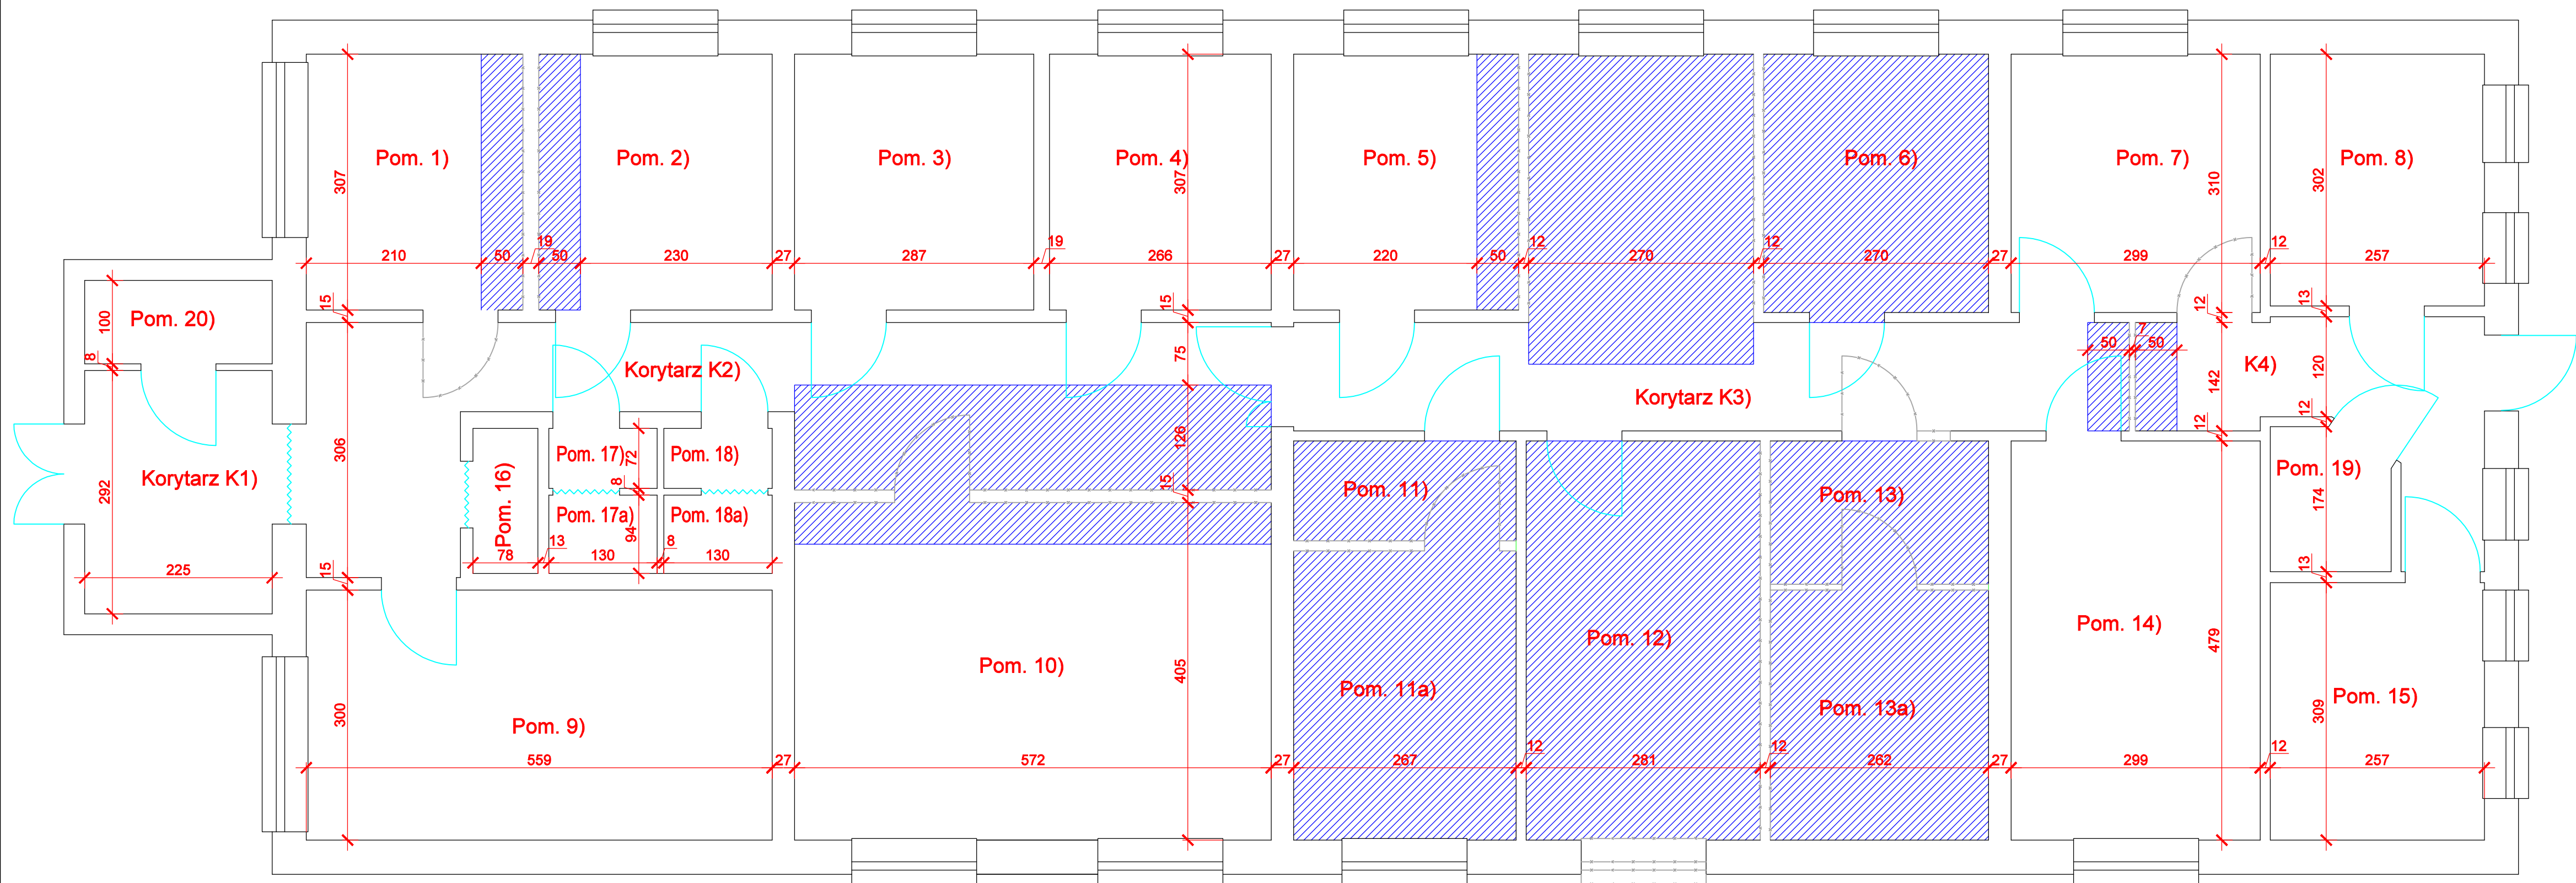 Pom. 1)
Pom. 2)
Pom. 3)
Pom. 4)
Pom. 5)
Pom. 6)
Pom. 7)
Pom. 8)
307
307
310
302
210
50
19
50
230
27
287
19
266
27
220
50
12
270
12
270
27
299
12
257
15
15
12
13
100
Pom. 20)
8
Korytarz K2)
75
Korytarz K3)
50
7
50
142
K4)
120
12
12
306
292
Korytarz K1)
225
Pom. 16)
Pom. 17)
72
8
Pom. 18)
Pom. 17a)
94
Pom. 18a)
78
13
130
8
130
126
15
Pom. 11)
Pom. 13)
Pom. 19)
174
13
15
Pom. 9)
300
559
27
Pom. 10)
405
572
27
Pom. 11a)
267
12
Pom. 12)
281
12
Pom. 13a)
262
27
Pom. 14)
479
299
12
Pom. 15)
309
257